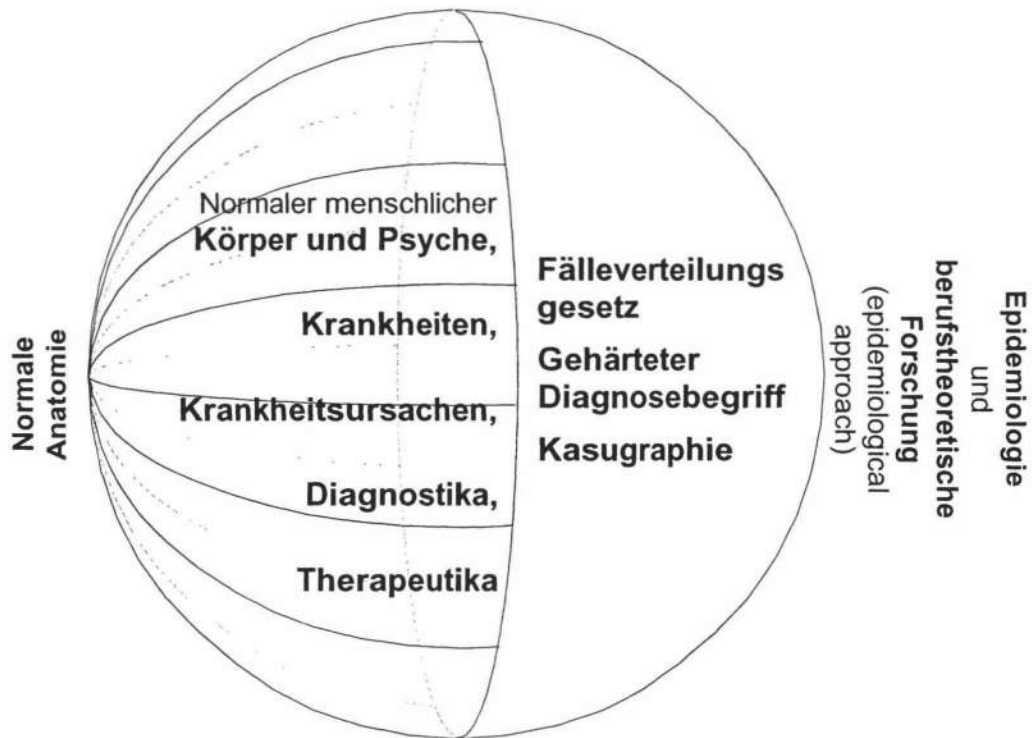 Normale
Anatomie
Normaler menschlicher
Körper und Psyche,
Krankheiten,
Krankheitsursachen,
Diagnostika,
Therapeutika
Fälleverteilungs
gesetz
Gehärteter
Diagnosebegriff
Kasugraphie
Epidemiologie
und
berufstheoretische
Forschung
(epidemiological
approach)